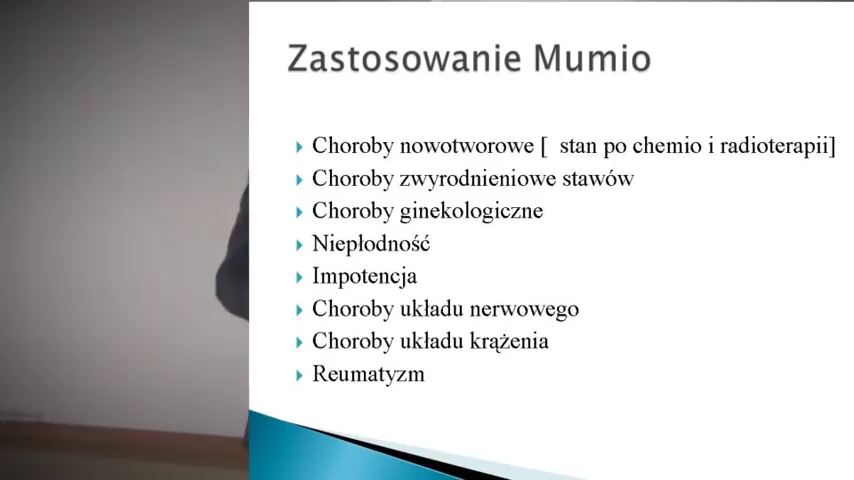 Zastosowanie Mumio
Choroby nowotworowe [  stan po chemio i radioterapii]
Choroby zwyrodnieniowe stawów
Choroby ginekologiczne
Niepłodność
Impotencja
Choroby układu nerwowego
Choroby układu krążenia
Reumatyzm